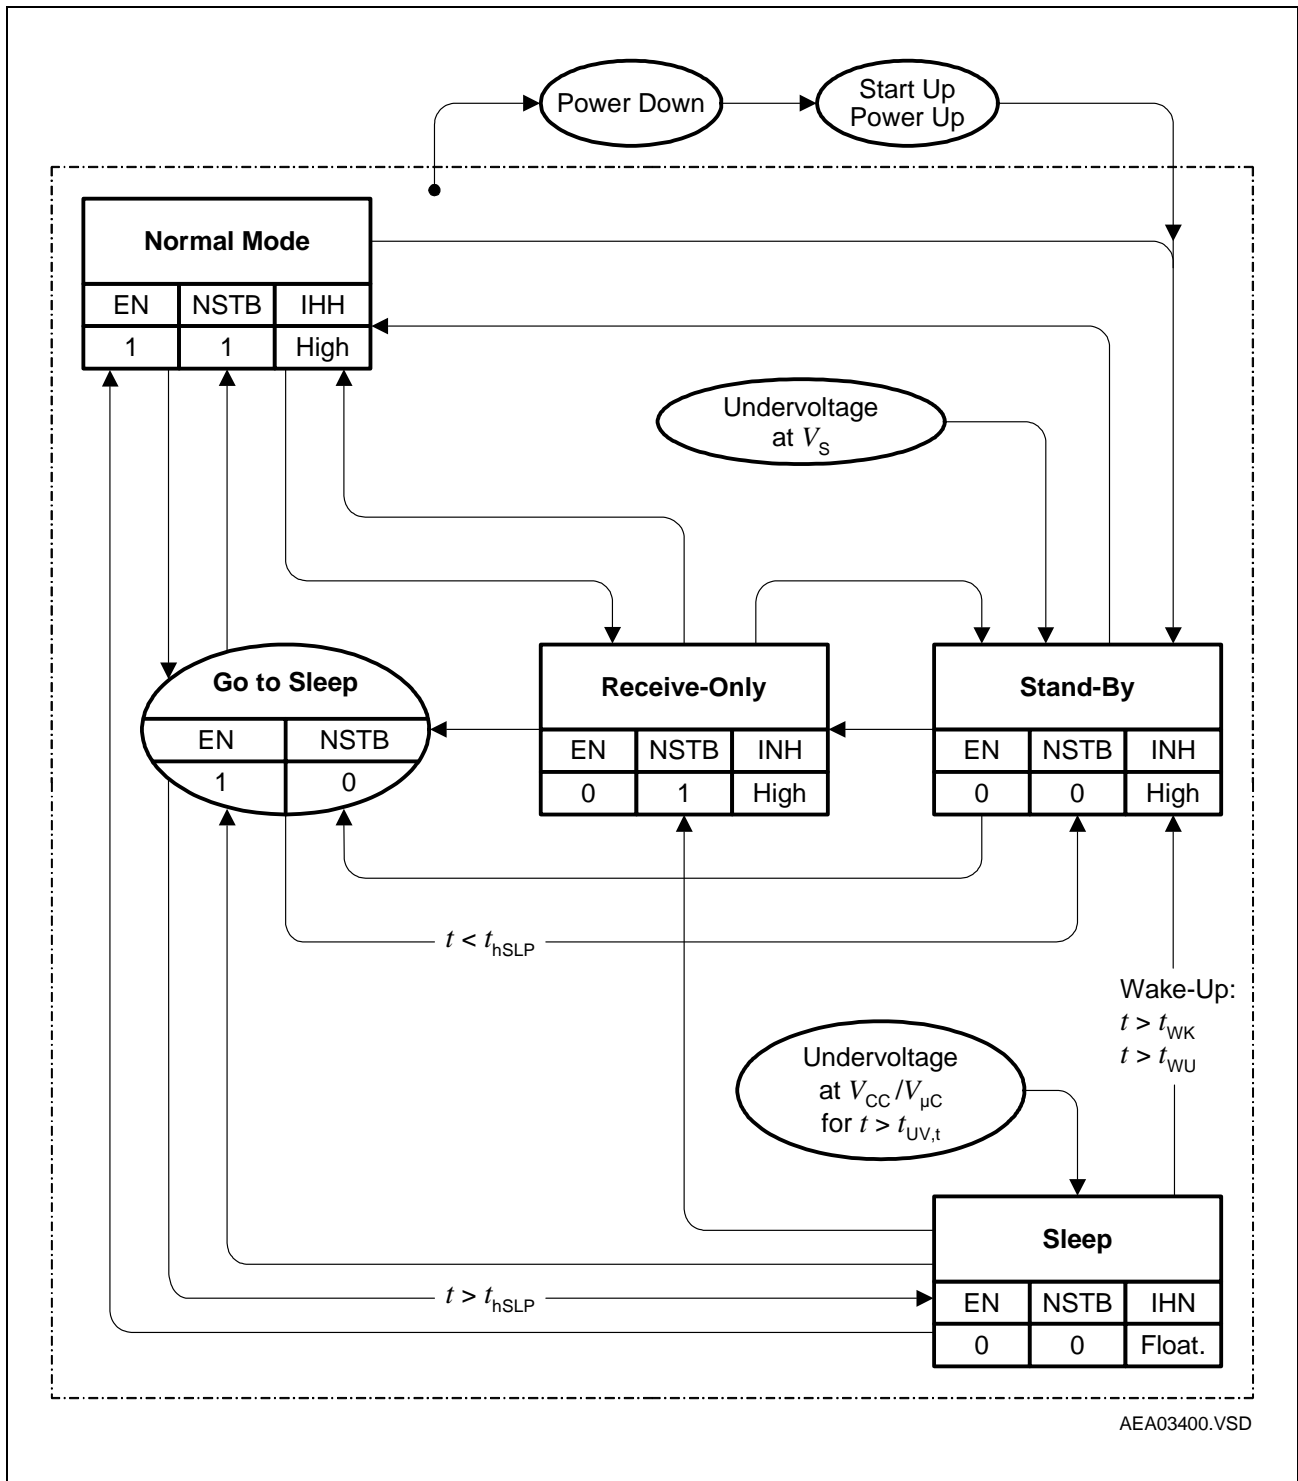 Power Down
Start Up
Power Up
Normal Mode
EN NSTB IHH
1 1 High
Undervoltage
at VS
Go to Sleep
EN NSTB
1 0
Receive-Only
EN NSTB INH
0 1 High
Stand-By
EN NSTB INH
0 0 High
t < thSLP
Wake-Up:
t > tWK
t > tWU
Undervoltage
at VCC/VµC
for t > tUV,t
Sleep
EN NSTB IHN
0 0 Float.
t > thSLP
AEA03400.VSD